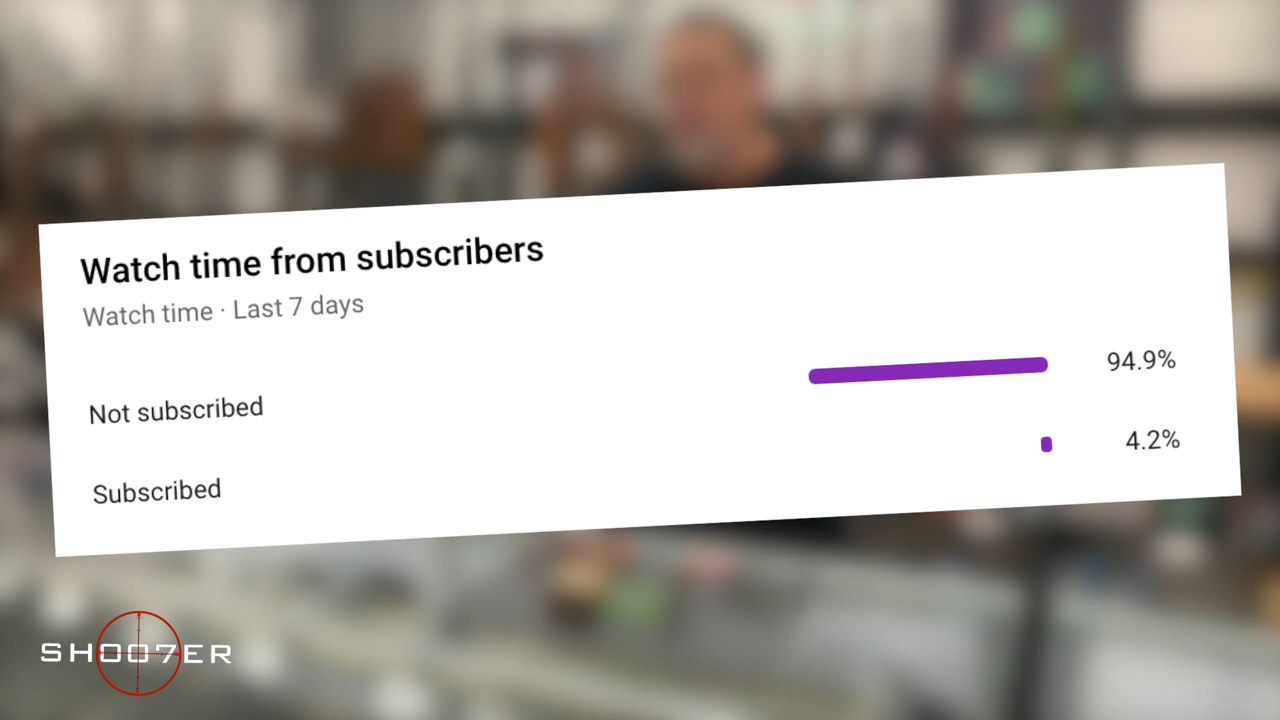 Watch time from subscribers
Watch time · Last 7 days
Not subscribed 94.9%
Subscribed 4.2%
SHOO7ER